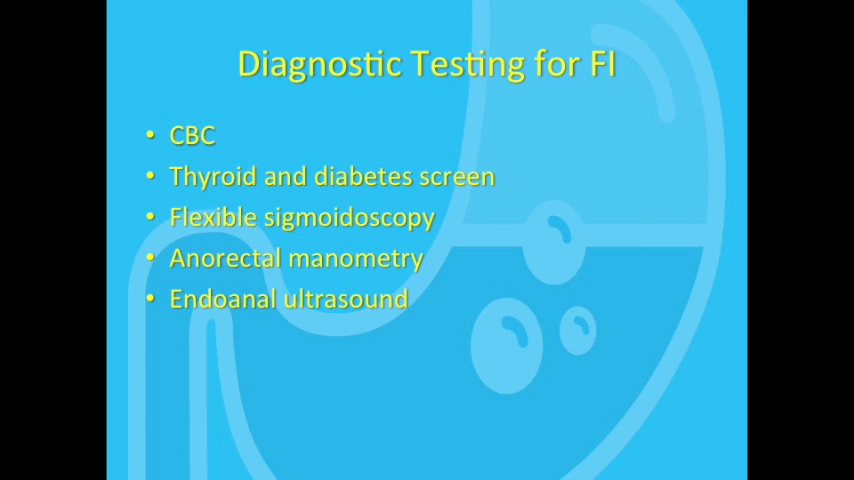 Diagnostic Testing for FI
• CBC
• Thyroid and diabetes screen
• Flexible sigmoidoscopy
• Anorectal manometry
• Endoanal ultrasound